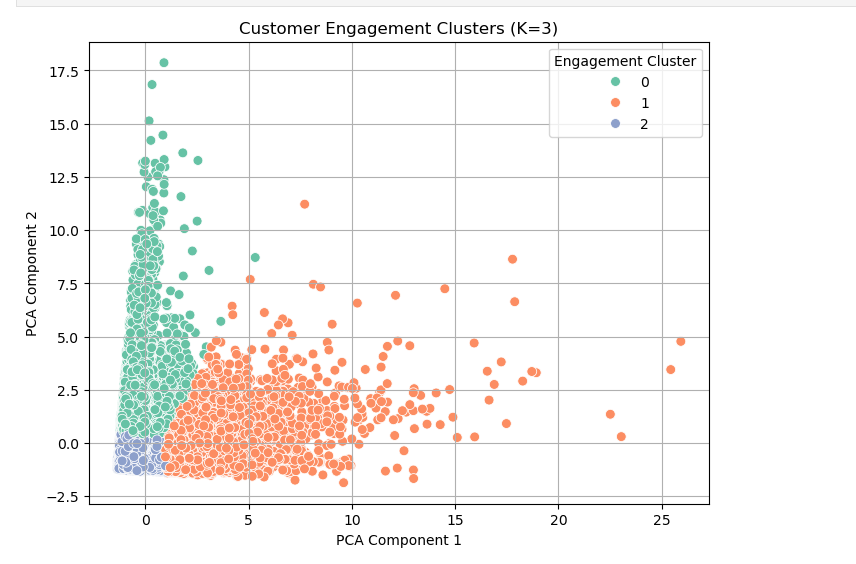 Customer Engagement Clusters (K=3)
Engagement Cluster
0
1
2
17.5
15.0
12.5
10.0
7.5
5.0
2.5
0.0
−2.5
PCA Component 2
0 5 10 15 20 25
PCA Component 1